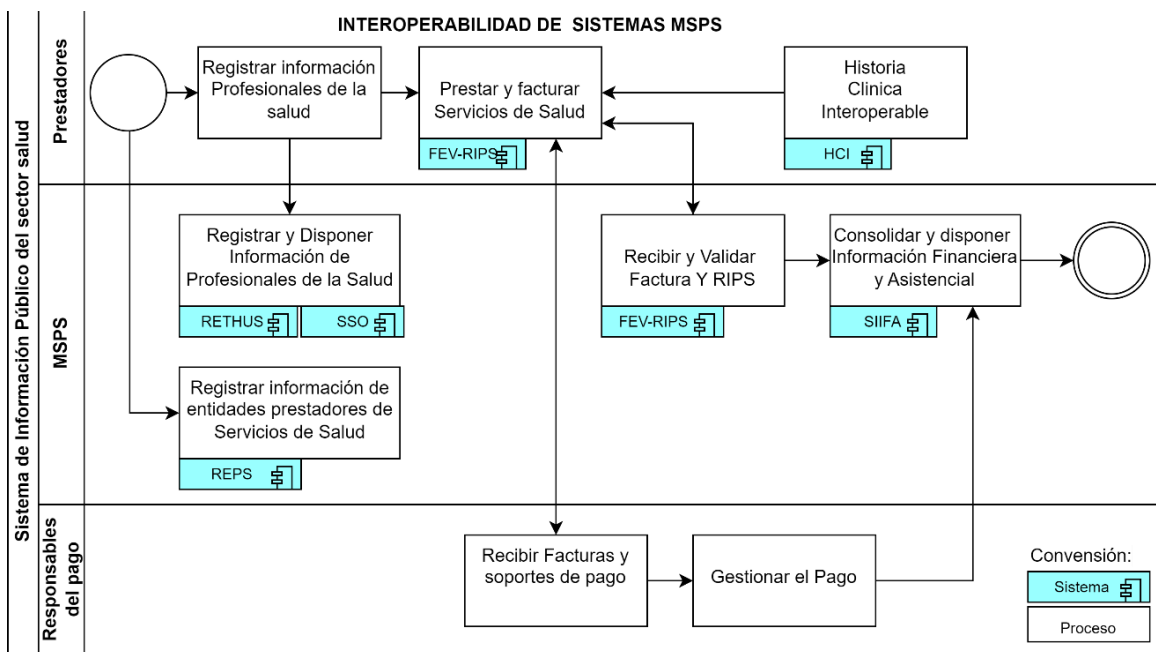 INTEROPERABILIDAD DE SISTEMAS MSPS
Sistema de Información Público del sector salud
Prestadores
Registrar información
Profesionales de la
salud
Prestar y facturar
Servicios de Salud
FEV-RIPS
Historia
Clinica
Interoperable
HCI
MSPS
Registrar y Disponer
Información de
Profesionales de la Salud
RETHUS
SSO
Recibir y Validar
Factura Y RIPS
FEV-RIPS
Consolidar y disponer
Información Financiera
y Asistencial
SIIFA
Registrar información de
entidades prestadores de
Servicios de Salud
REPS
Responsables
del pago
Recibir Facturas y
soportes de pago
Gestionar el Pago
Convensión:
Sistema
Proceso